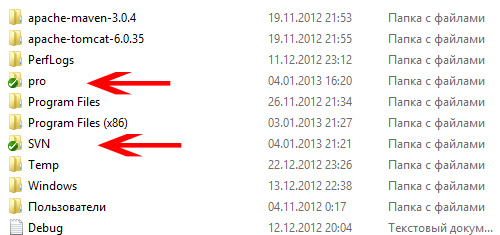 apache-maven-3.0.4 19.11.2012 21:53 Папка с файлами
apache-tomcat-6.0.35 19.11.2012 21:55 Папка с файлами
PerfLogs 11.12.2012 23:12 Папка с файлами
pro 04.01.2013 16:20 Папка с файлами
Program Files 26.11.2012 21:34 Папка с файлами
Program Files (x86) 03.01.2013 21:27 Папка с файлами
SVN 04.01.2013 21:21 Папка с файлами
Temp 22.12.2012 23:26 Папка с файлами
Windows 13.12.2012 22:38 Папка с файлами
Пользователи 04.11.2012 0:17 Папка с файлами
Debug 12.12.2012 20:04 Текстовый докум...